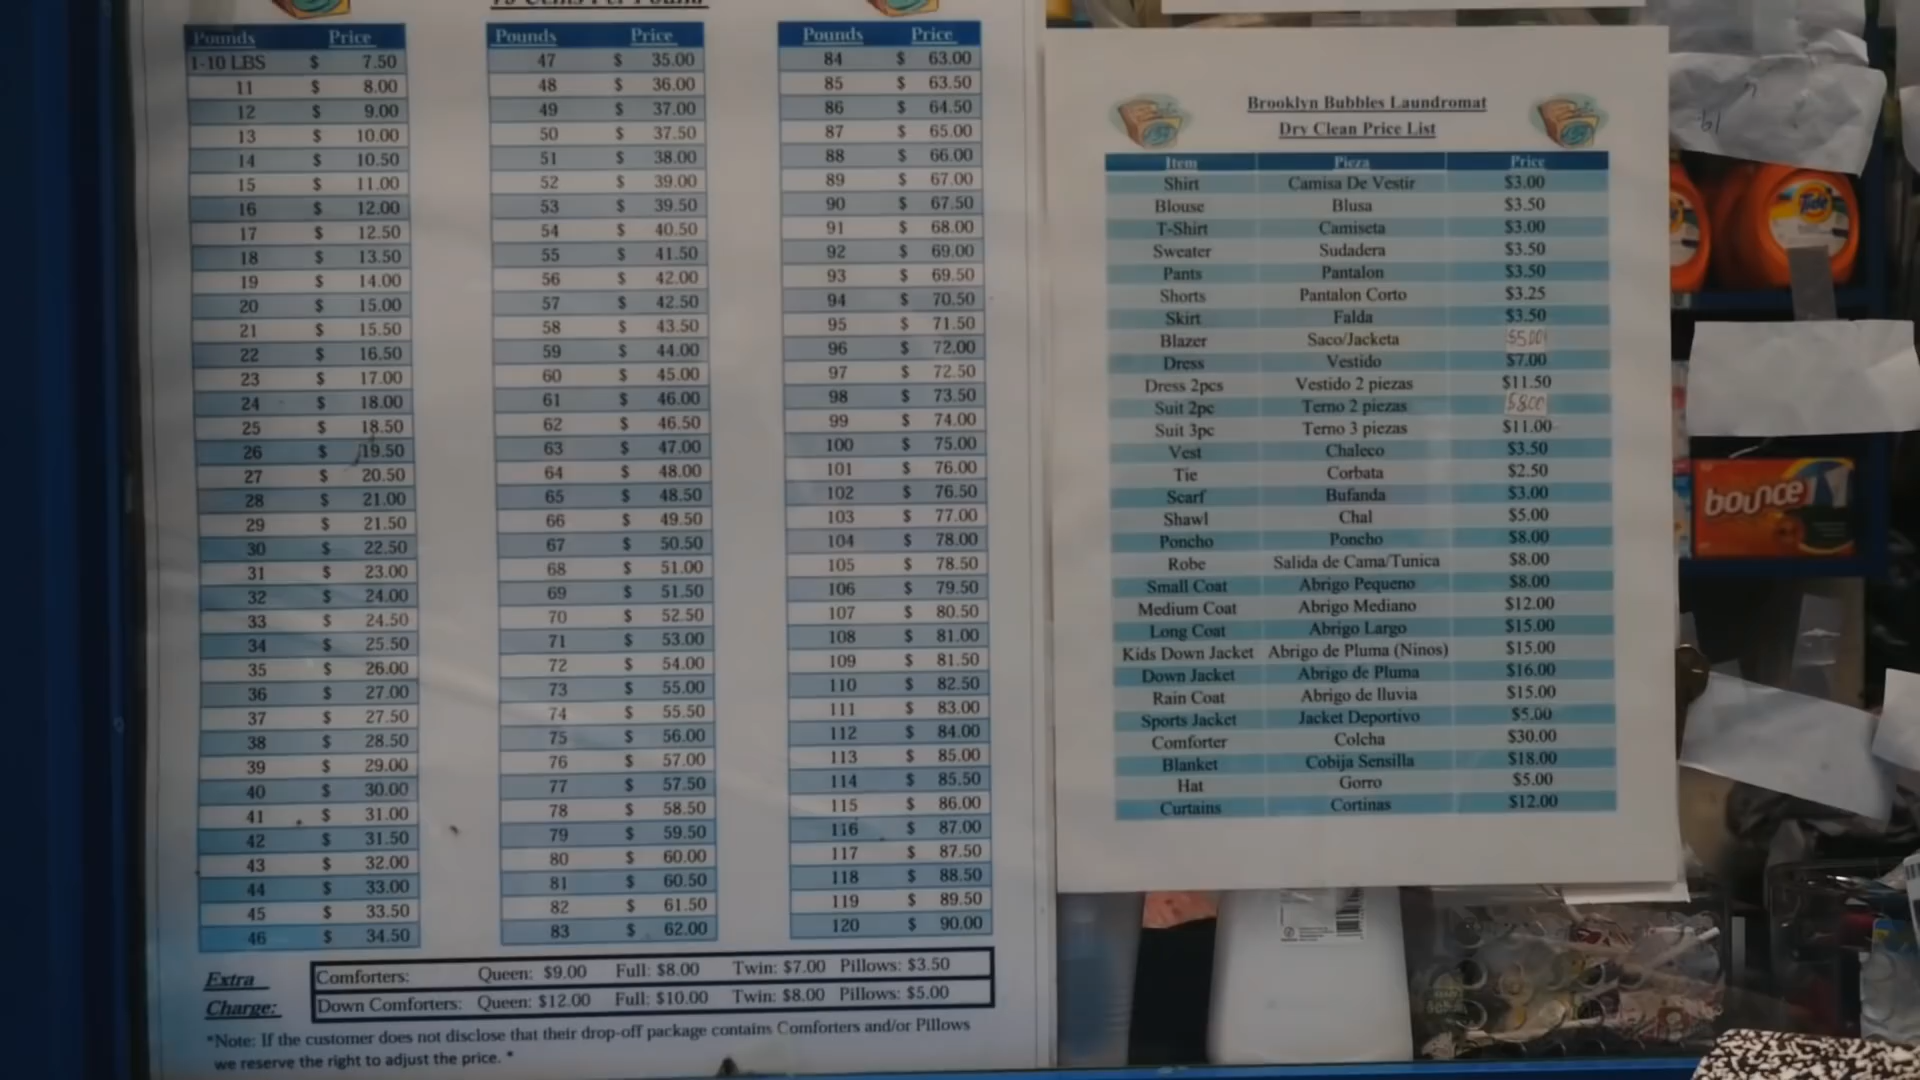 Pounds Price
1-10 LBS $ 7.50
11 $ 8.00
12 $ 9.00
13 $ 10.00
14 $ 10.50
15 $ 11.00
16 $ 12.00
17 $ 12.50
18 $ 13.50
19 $ 14.00
20 $ 15.00
21 $ 15.50
22 $ 16.50
23 $ 17.00
24 $ 18.00
25 $ 18.50
26 $ 19.50
27 $ 20.50
28 $ 21.00
29 $ 21.50
30 $ 22.50
31 $ 23.00
32 $ 24.00
33 $ 24.50
34 $ 25.50
35 $ 26.00
36 $ 27.00
37 $ 27.50
38 $ 28.50
39 $ 29.00
40 $ 30.00
41 $ 31.00
42 $ 31.50
43 $ 32.00
44 $ 33.00
45 $ 33.50
46 $ 34.50
Pounds Price
47 $ 35.00
48 $ 36.00
49 $ 37.00
50 $ 37.50
51 $ 38.00
52 $ 39.00
53 $ 39.50
54 $ 40.50
55 $ 41.50
56 $ 42.00
57 $ 42.50
58 $ 43.50
59 $ 44.00
60 $ 45.00
61 $ 46.00
62 $ 46.50
63 $ 47.00
64 $ 48.00
65 $ 48.50
66 $ 49.50
67 $ 50.50
68 $ 51.00
69 $ 51.50
70 $ 52.50
71 $ 53.00
72 $ 54.00
73 $ 55.00
74 $ 55.50
75 $ 56.00
76 $ 57.00
77 $ 57.50
78 $ 58.50
79 $ 59.50
80 $ 60.00
81 $ 60.50
82 $ 61.50
83 $ 62.00
Pounds Price
84 $ 63.00
85 $ 63.50
86 $ 64.50
87 $ 65.00
88 $ 66.00
89 $ 67.00
90 $ 67.50
91 $ 68.00
92 $ 69.00
93 $ 69.50
94 $ 70.50
95 $ 71.50
96 $ 72.00
97 $ 72.50
98 $ 73.50
99 $ 74.00
100 $ 75.00
101 $ 76.00
102 $ 76.50
103 $ 77.00
104 $ 78.00
105 $ 78.50
106 $ 79.50
107 $ 80.50
108 $ 81.00
109 $ 81.50
110 $ 82.50
111 $ 83.00
112 $ 84.00
113 $ 85.00
114 $ 85.50
115 $ 86.00
116 $ 87.00
117 $ 87.50
118 $ 88.50
119 $ 89.50
120 $ 90.00
Extra Charge:
Comforters: Queen: $9.00 Full: $8.00 Twin: $7.00 Pillows: $3.50
Down Comforters: Queen: $12.00 Full: $10.00 Twin: $8.00 Pillows: $5.00
*Note: If the customer does not disclose that their drop-off package contains Comforters and/or Pillows
we reserve the right to adjust the price. *
Brooklyn Bubbles Laundromat
Dry Clean Price List
Item Pieza Price
Shirt Camisa De Vestir $3.00
Blouse Blusa $3.50
T-Shirt Camiseta $3.00
Sweater Sudadera $3.50
Pants Pantalon $3.50
Shorts Pantalon Corto $3.25
Skirt Falda $3.50
Blazer Saco/Jacketa $5.00
Dress Vestido $7.00
Dress 2pcs Vestido 2 piezas $11.50
Suit 2pc Terno 2 piezas $8.00
Suit 3pc Terno 3 piezas $11.00
Vest Chaleco $3.50
Tie Corbata $2.50
Scarf Bufanda $3.00
Shawl Chal $5.00
Poncho Poncho $8.00
Robe Salida de Cama/Tunica $8.00
Small Coat Abrigo Pequeno $8.00
Medium Coat Abrigo Mediano $12.00
Long Coat Abrigo Largo $15.00
Kids Down Jacket Abrigo de Pluma (Ninos) $15.00
Down Jacket Abrigo de Pluma $16.00
Rain Coat Abrigo de lluvia $15.00
Sports Jacket Jacket Deportivo $5.00
Comforter Colcha $30.00
Blanket Cobija Sensilla $18.00
Hat Gorro $5.00
Curtains Cortinas $12.00
Tide
bounce